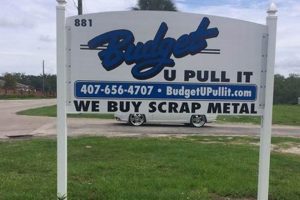 881
Budget
U PULL IT
407-656-4707 • BudgetUPullit.com
WE BUY SCRAP METAL